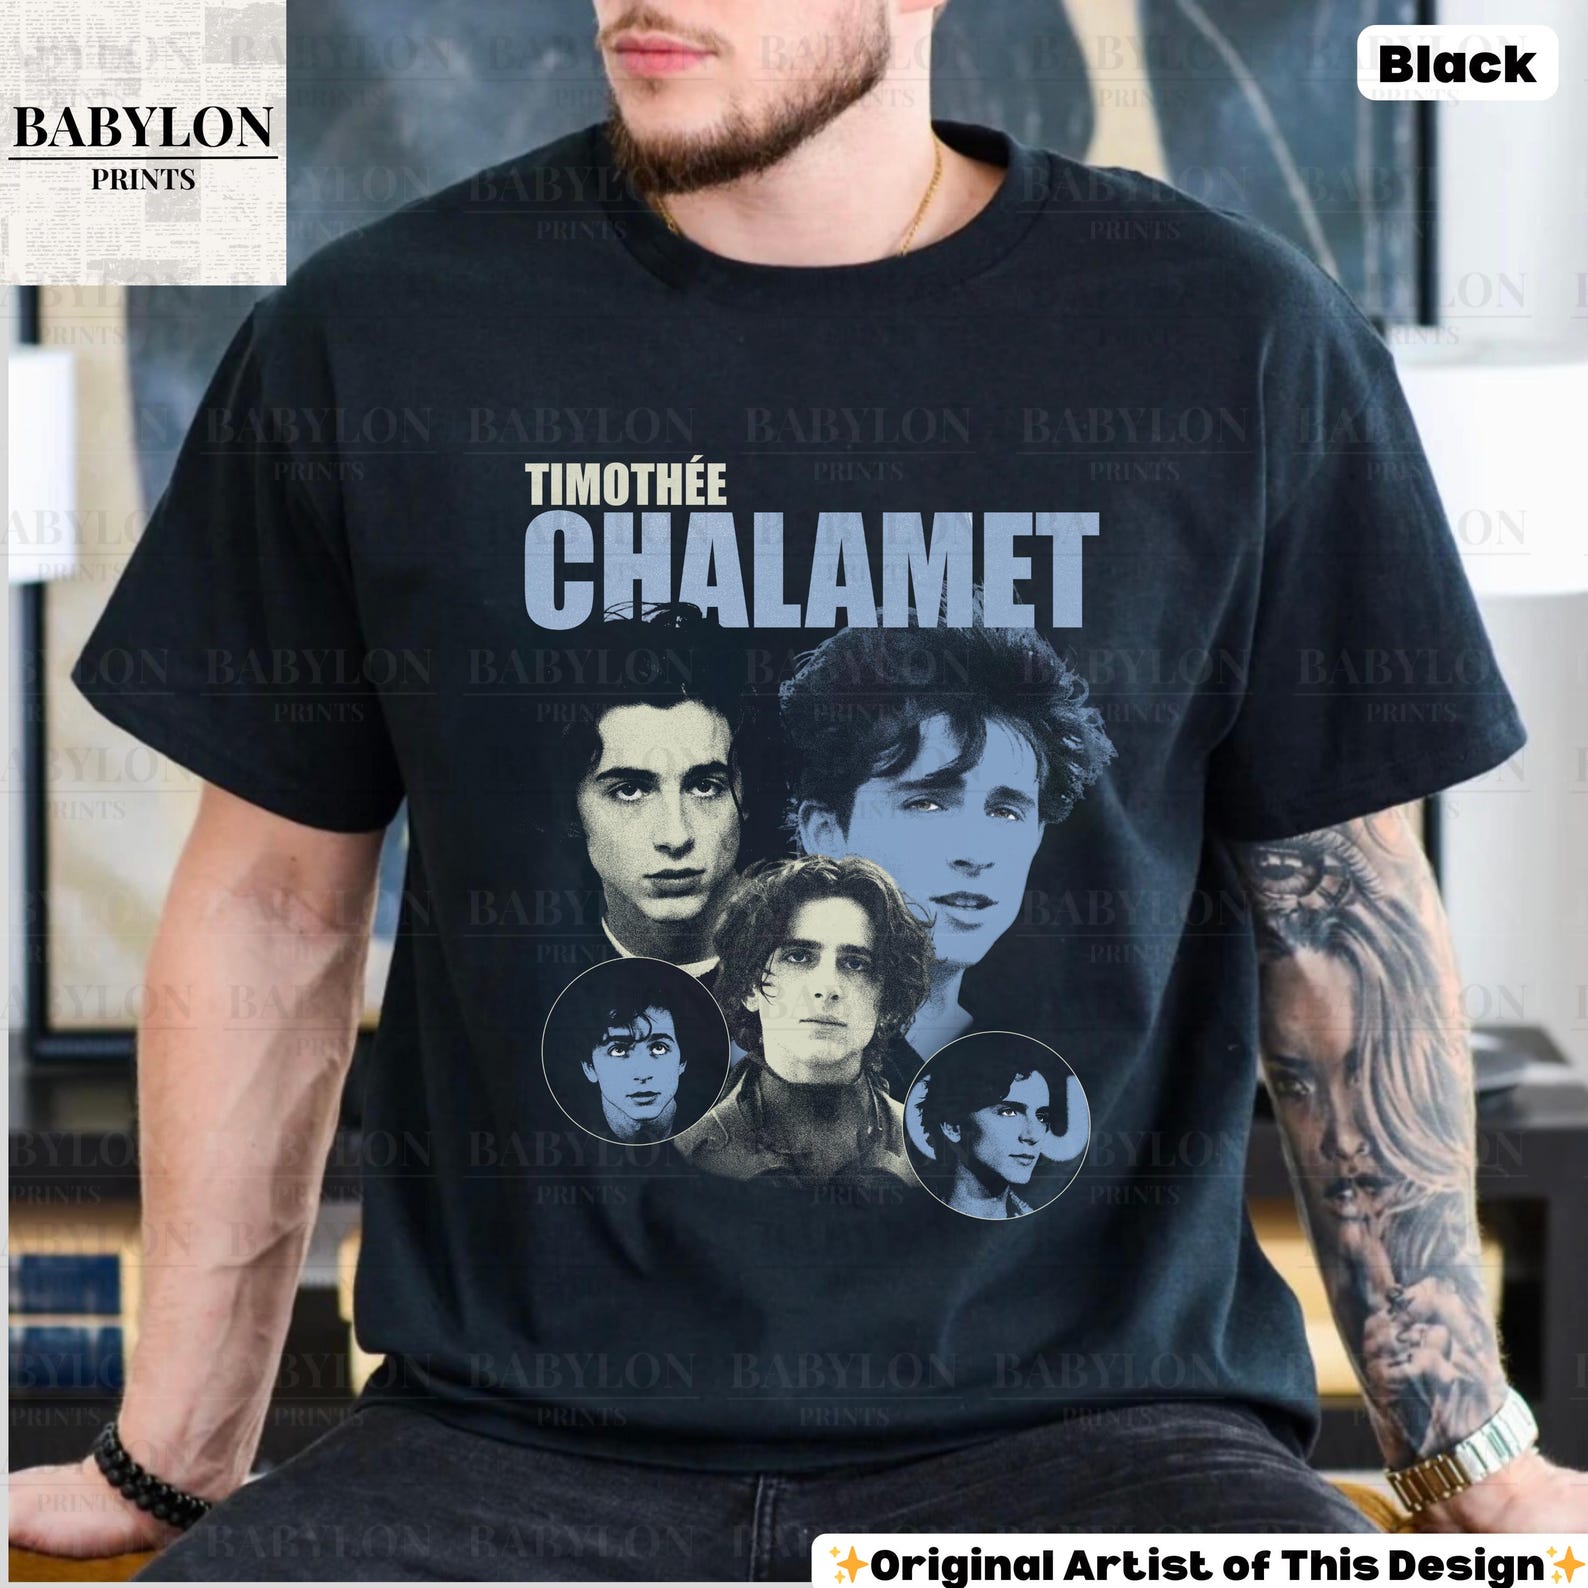 BABYLON
PRINTS
Black
TIMOTHÉE
CHALAMET
✨Original Artist of This Design✨